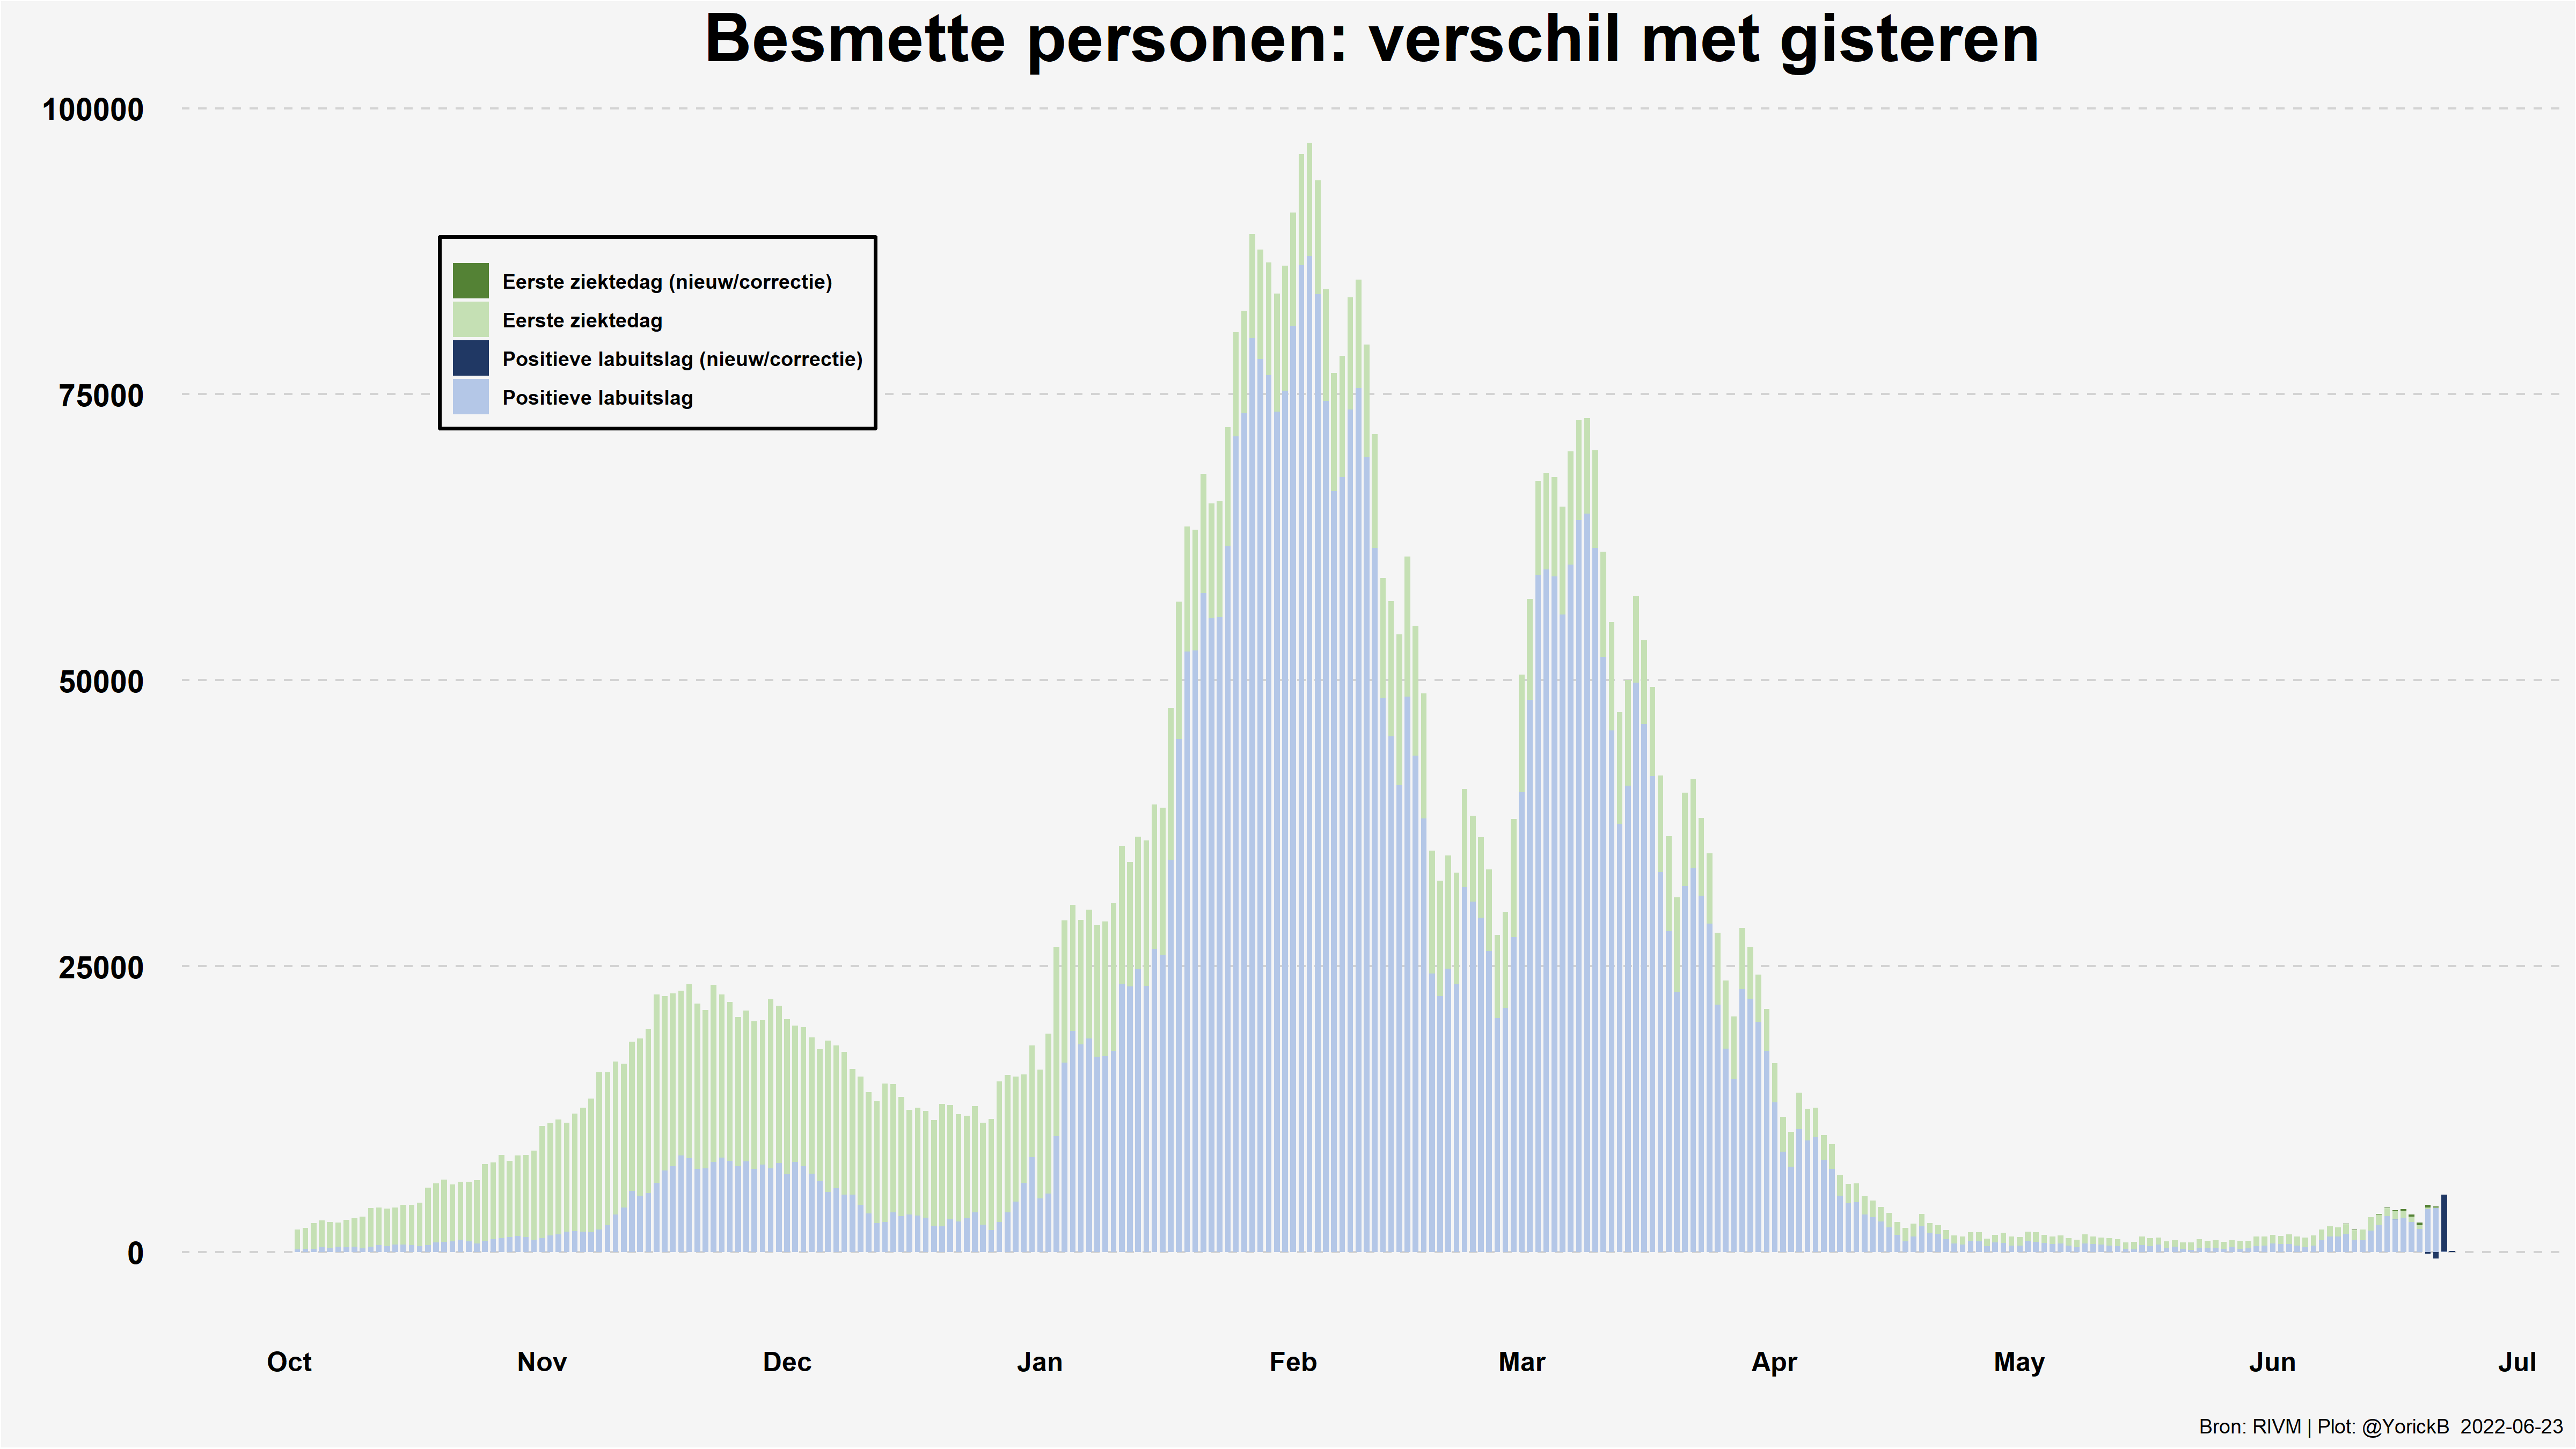 Besmette personen: verschil met gisteren
100000
75000
50000
25000
0
Eerste ziektedag (nieuw/correctie)
Eerste ziektedag
Positieve labuitslag (nieuw/correctie)
Positieve labuitslag
Oct Nov Dec Jan Feb Mar Apr May Jun Jul
Bron: RIVM | Plot: @YorickB 2022-06-23